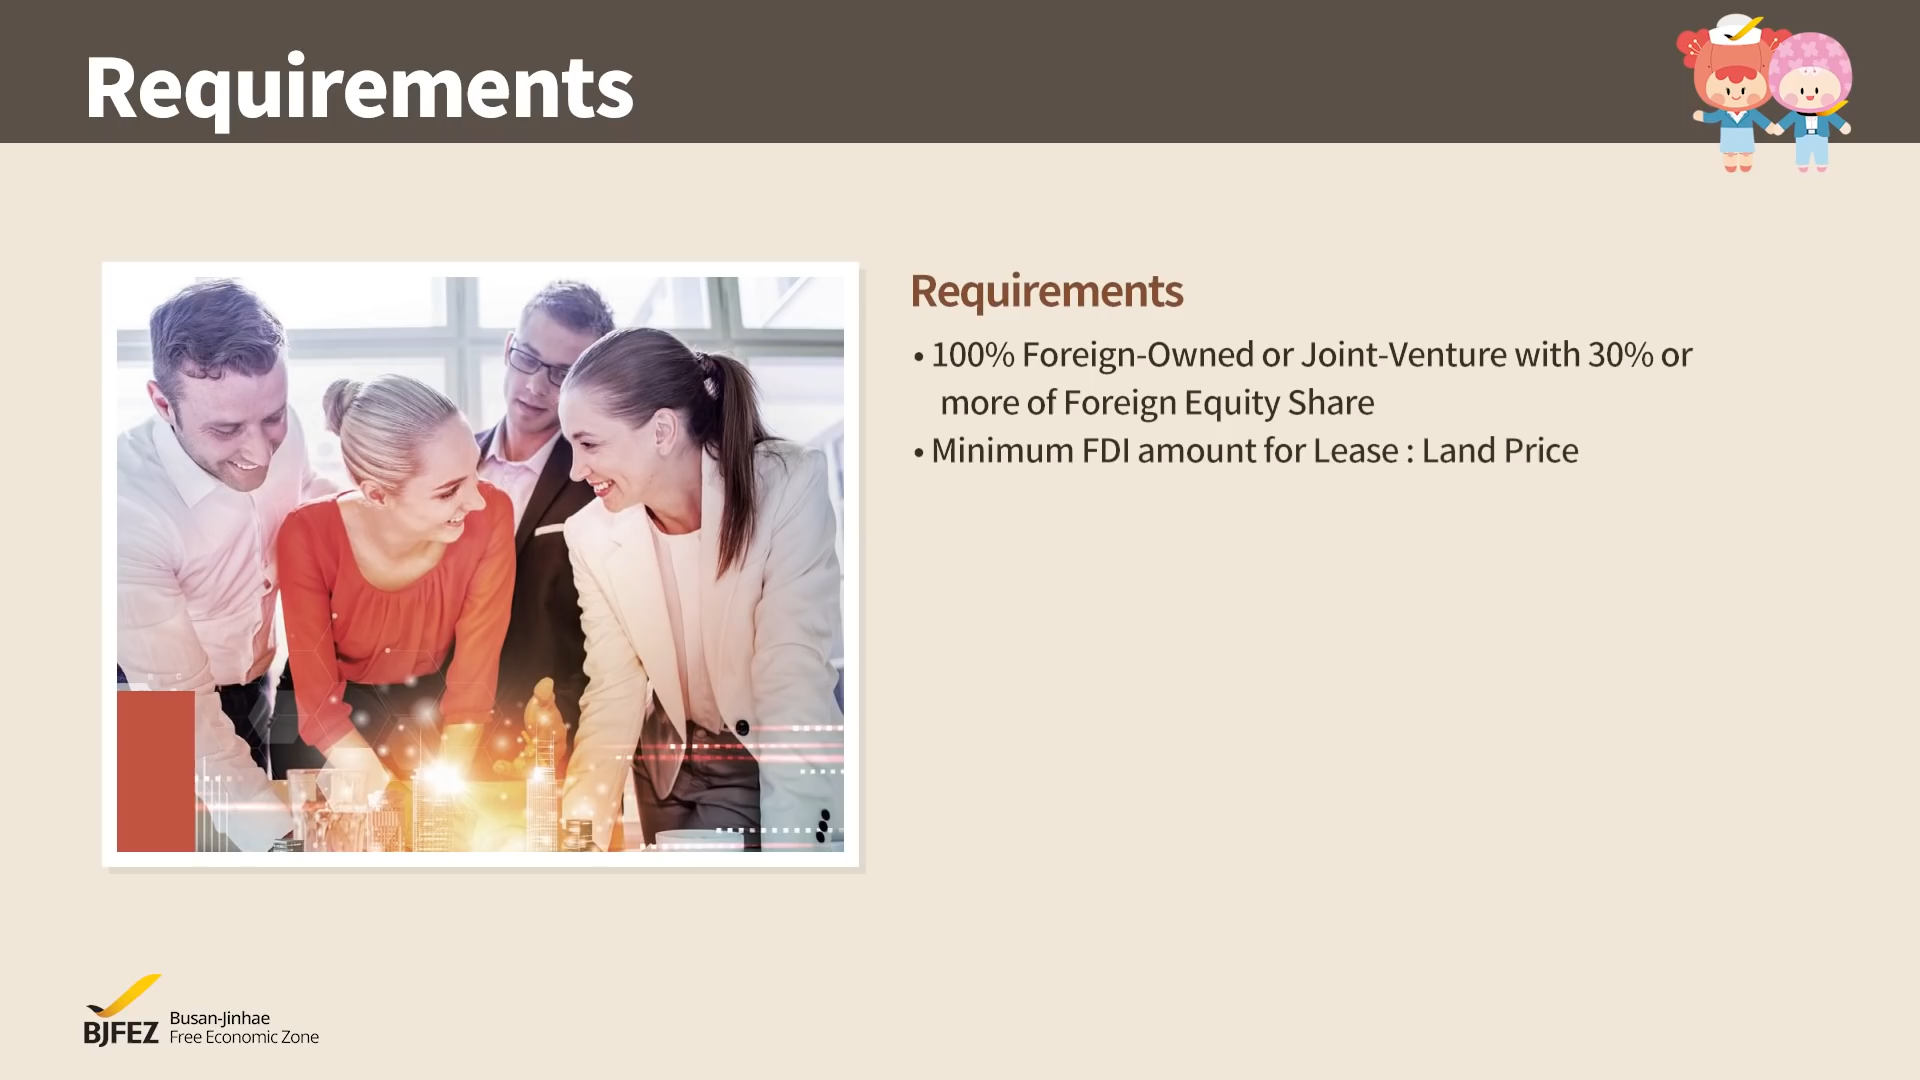 Requirements
Requirements
• 100% Foreign-Owned or Joint-Venture with 30% or
more of Foreign Equity Share
• Minimum FDI amount for Lease : Land Price
BJFEZ
Busan-Jinhae
Free Economic Zone